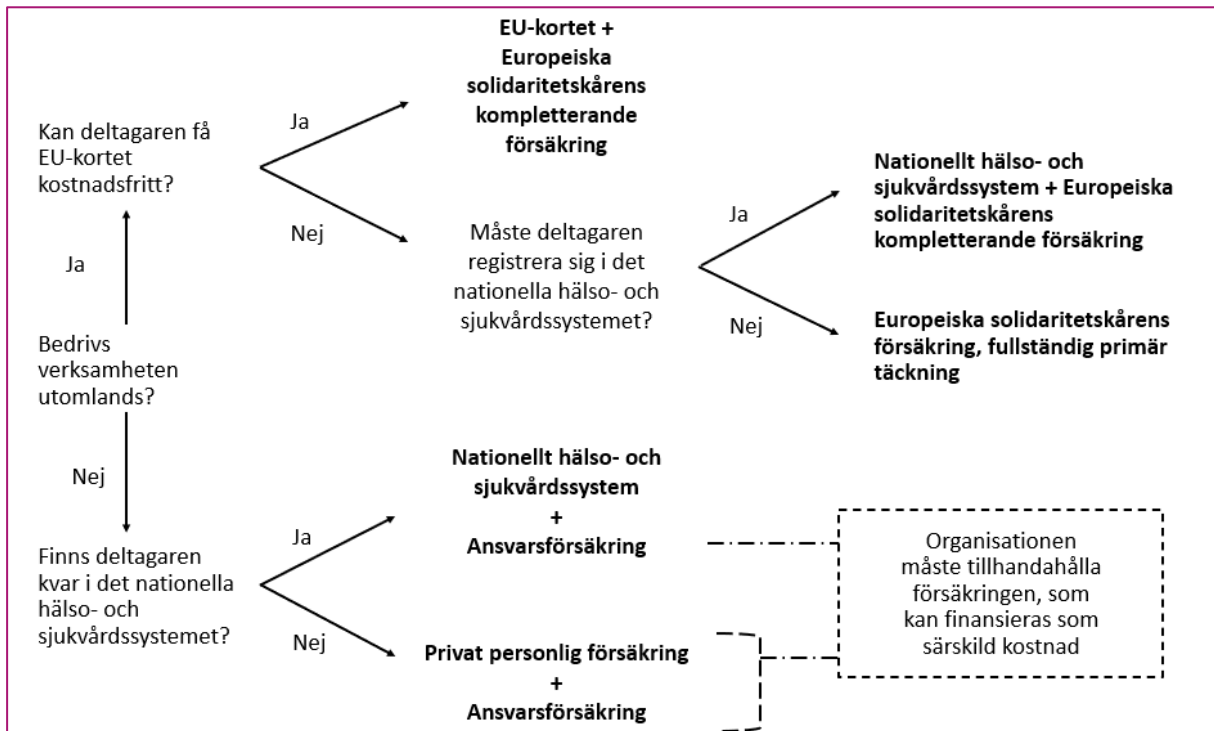 EU-kortet +
Europeiska
solidaritetskårens
kompletterande
försäkring
Ja
Kan deltagaren få
EU-kortet
kostnadsfritt?
Nej
Nationellt hälso- och
sjukvårdssystem + Europeiska
solidaritetskårens
kompletterande försäkring
Ja
Måste deltagaren
registrera sig i det
nationella hälso- och
sjukvårdssystemet?
Nej
Europeiska solidaritetskårens
försäkring, fullständig primär
täckning
Ja
Bedrivs
verksamheten
utomlands?
Nej
Finns deltagaren
kvar i det nationella
hälso- och
sjukvårdssystemet?
Ja
Nationellt hälso- och
sjukvårdssystem
+
Ansvarsförsäkring
Nej
Privat personlig försäkring
+
Ansvarsförsäkring
Organisationen
måste tillhandahålla
försäkringen, som
kan finansieras som
särskild kostnad